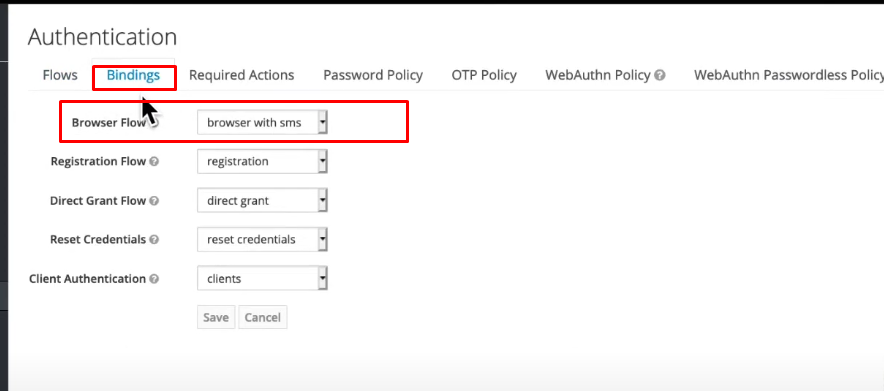 Authentication
Flows Bindings Required Actions Password Policy OTP Policy WebAuthn Policy WebAuthn Passwordless Policy
Browser Flow browser with sms
Registration Flow registration
Direct Grant Flow direct grant
Reset Credentials reset credentials
Client Authentication clients
Save Cancel